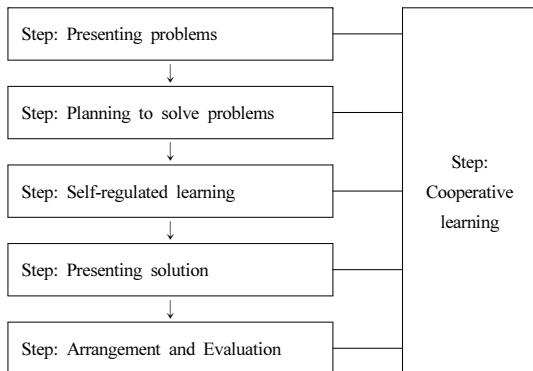 Step: Presenting problems
Step: Planning to solve problems
Step: Self-regulated learning
Step: Presenting solution
Step: Arrangement and Evaluation
Step:
Cooperative
learning